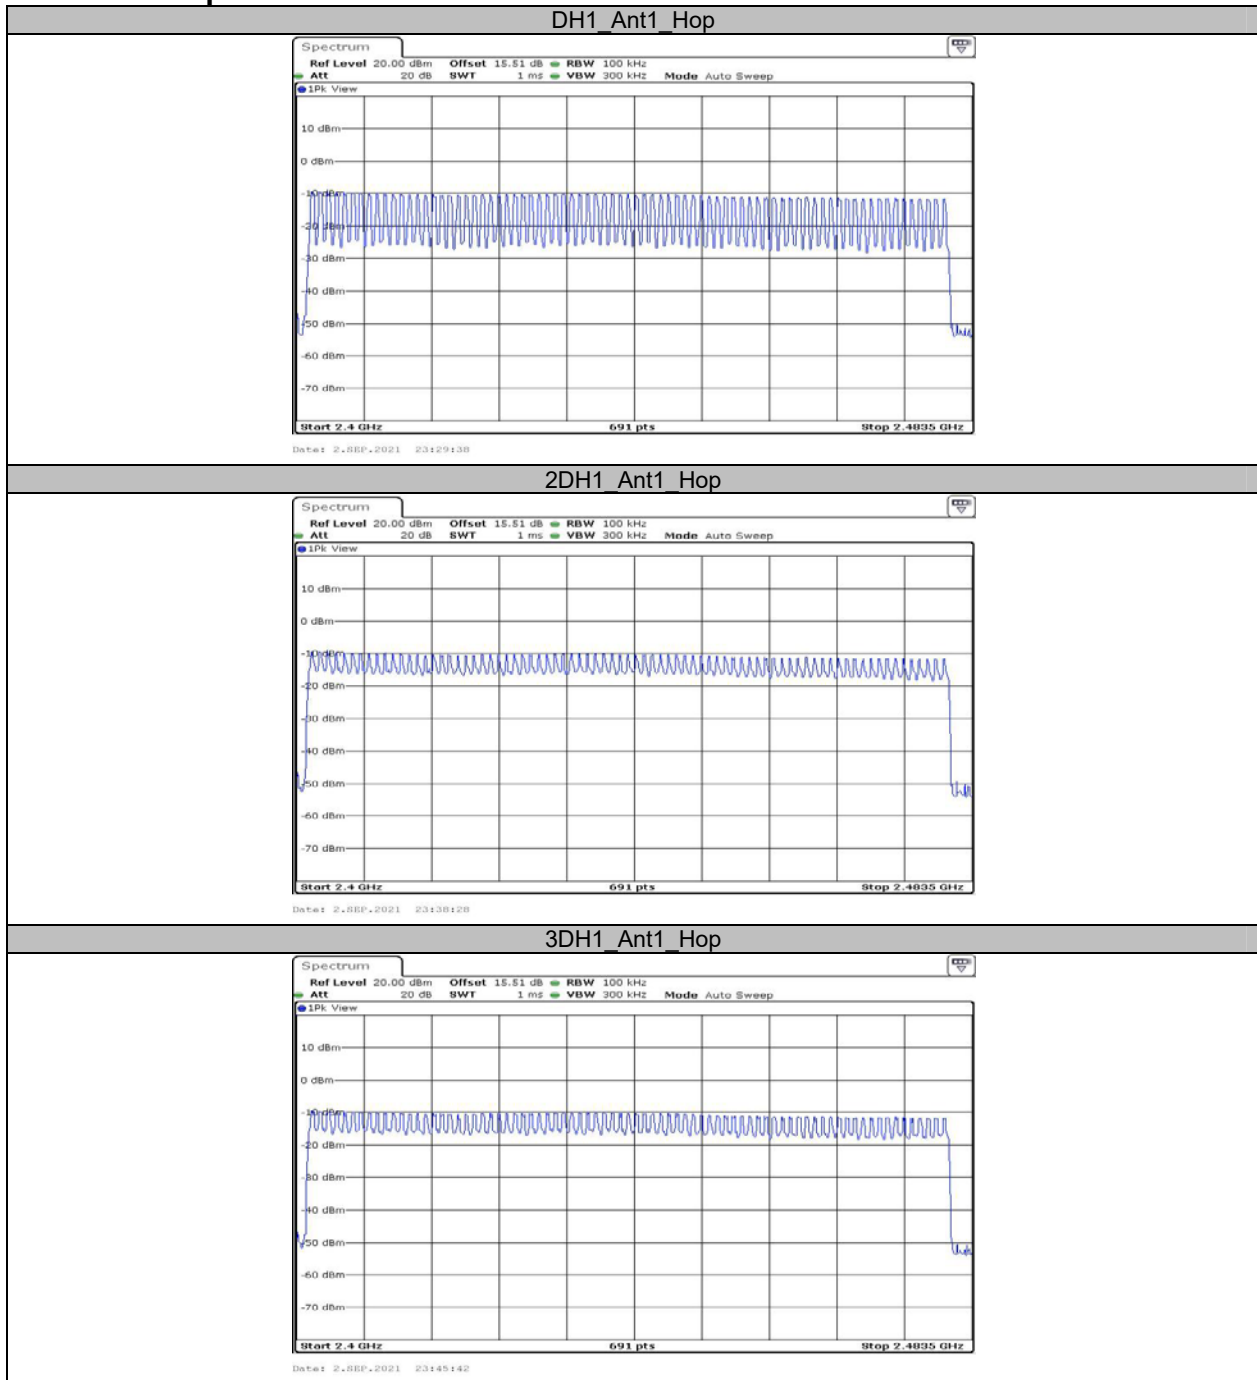 DH1_Ant1_Hop
Spectrum
Ref Level 20.00 dBm Offset 15.51 dB RBW 100 kHz
Att 20 dB SWT 1 ms VBW 300 kHz Mode Auto Sweep
1Pk View
10 dBm
0 dBm
-10 dBm
-20 dBm
-30 dBm
-40 dBm
-50 dBm
-60 dBm
-70 dBm
Start 2.4 GHz 691 pts Stop 2.4835 GHz
Date: 2.SEP.2021 23:29:38
2DH1_Ant1_Hop
Spectrum
Ref Level 20.00 dBm Offset 15.51 dB RBW 100 kHz
Att 20 dB SWT 1 ms VBW 300 kHz Mode Auto Sweep
1Pk View
10 dBm
0 dBm
-10 dBm
-20 dBm
-30 dBm
-40 dBm
-50 dBm
-60 dBm
-70 dBm
Start 2.4 GHz 691 pts Stop 2.4835 GHz
Date: 2.SEP.2021 23:38:28
3DH1_Ant1_Hop
Spectrum
Ref Level 20.00 dBm Offset 15.51 dB RBW 100 kHz
Att 20 dB SWT 1 ms VBW 300 kHz Mode Auto Sweep
1Pk View
10 dBm
0 dBm
-10 dBm
-20 dBm
-30 dBm
-40 dBm
-50 dBm
-60 dBm
-70 dBm
Start 2.4 GHz 691 pts Stop 2.4835 GHz
Date: 2.SEP.2021 23:45:42